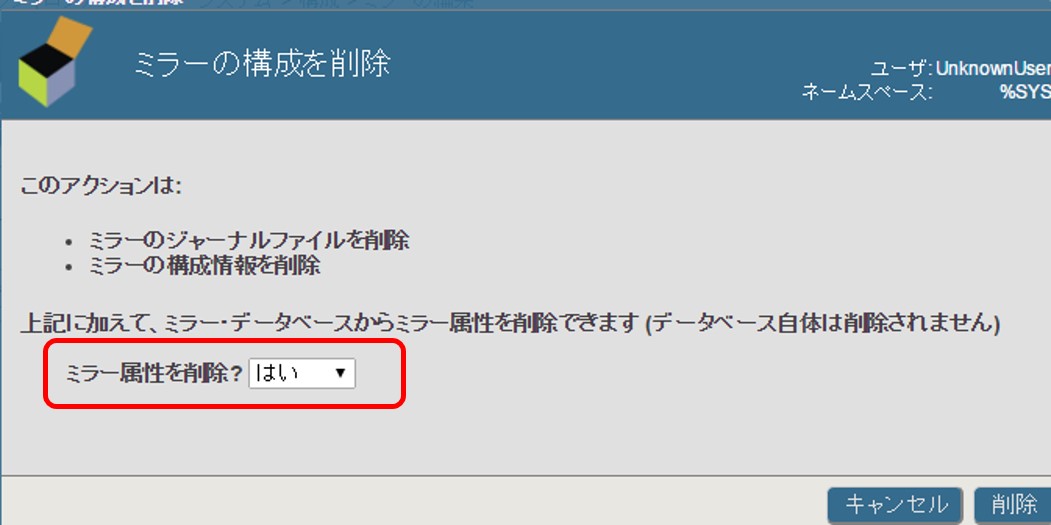 ミラーの構成を削除
ユーザ:UnknownUser
ネームスペース: %SYS
このアクションは:
• ミラーのジャーナルファイルを削除
• ミラーの構成情報を削除
上記に加えて、ミラー・データベースからミラー属性を削除できます (データベース自体は削除されません)
ミラー属性を削除? はい
キャンセル 削除